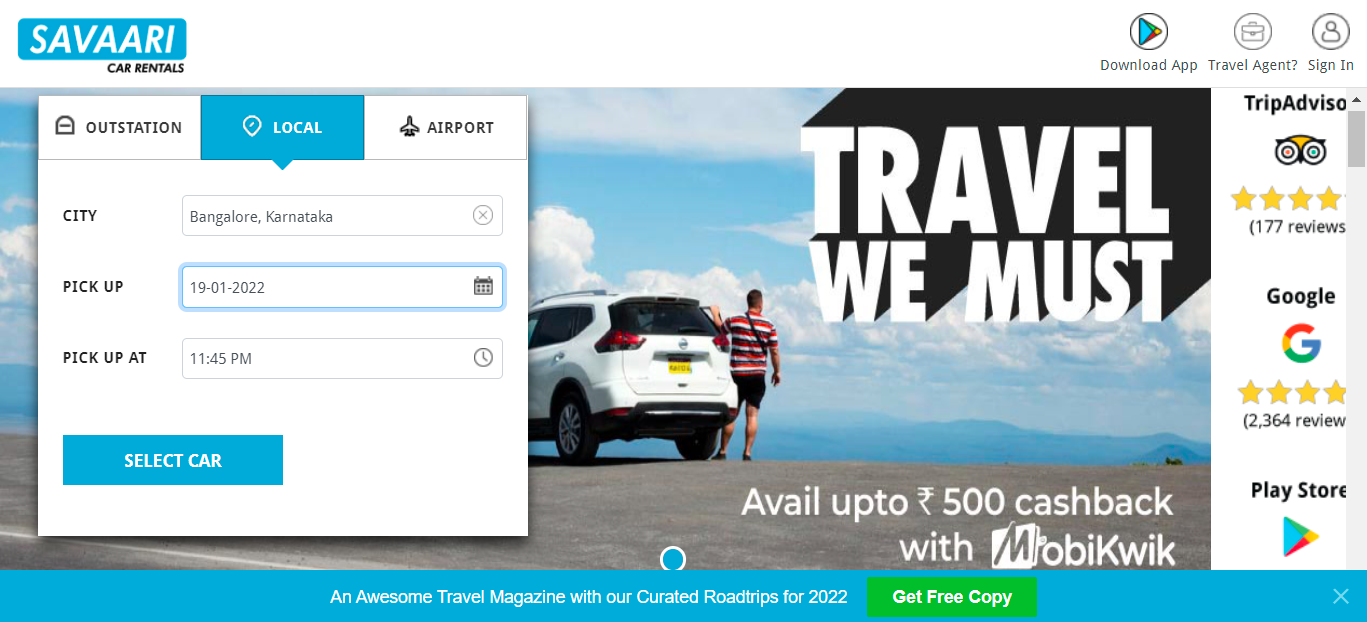 SAVAARI
CAR RENTALS
Download App
Travel Agent?
Sign In
OUTSTATION
LOCAL
AIRPORT
CITY
Bangalore, Karnataka
PICK UP
19-01-2022
PICK UP AT
11:45 PM
SELECT CAR
TRAVEL
WE MUST
Avail upto ₹ 500 cashback
with MobiKwik
TripAdviso
(177 reviews
Google
(2,364 review
Play Store
An Awesome Travel Magazine with our Curated Roadtrips for 2022
Get Free Copy